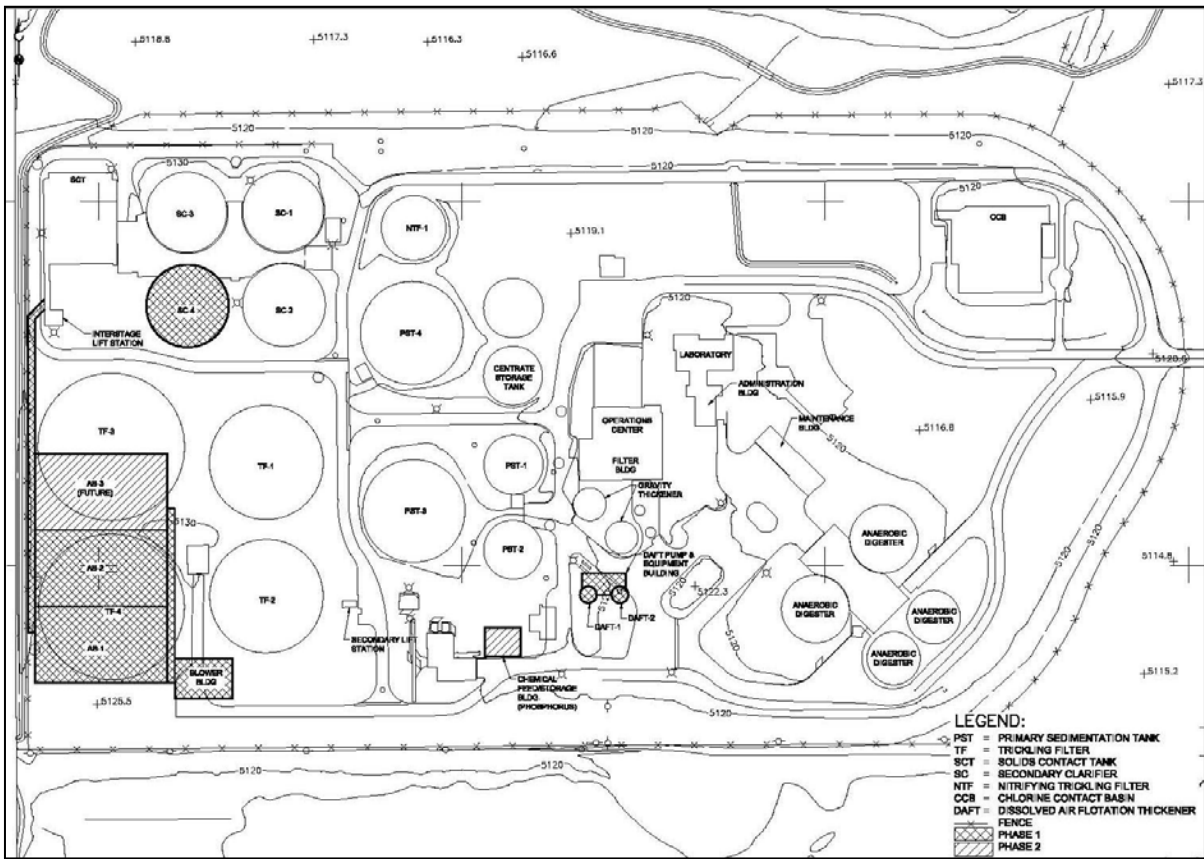 5118.8
5117.3
5116.3
5116.6
5117.3
5120
5120
5120
5120
5130
5120
SCT
SC-3
SC-1
NTF-1
CCB
5119.1
SC-4
SC-2
5120
INTERSTAGE
LIFT STATION
PST-4
LABORATORY
5120.0
CENTRATE
STORAGE
TANK
ADMINISTRATION
BLDG
5115.9
TF-3
OPERATIONS
CENTER
MAINTENANCE
BLDG
5116.8
5120
TF-1
PST-1
FILTER
BLDG
AB-3
(FUTURE)
GRAVITY
THICKENER
PST-3
5130
ANAEROBIC
DIGESTER
PST-2
DAFT PUMP &
EQUIPMENT
BUILDING
5120
5114.8
AB-2
5120
5122.3
TF-2
ANAEROBIC
DIGESTER
TF-4
ANAEROBIC
DIGESTER
DAFT-2
DAFT-1
SECONDARY LIFT
STATION
5120
AB-1
ANAEROBIC
DIGESTER
BLOWER
BLDG
CHEMICAL
FEED/STORAGE
BLDG
(PHOSPHORUS)
5115.2
5125.5
5120
5120
5120
LEGEND:
PST = PRIMARY SEDIMENTATION TANK
TF = TRICKLING FILTER
SCT = SOLIDS CONTACT TANK
SC = SECONDARY CLARIFIER
NTF = NITRIFYING TRICKLING FILTER
CCB = CHLORINE CONTACT BASIN
DAFT = DISSOLVED AIR FLOTATION THICKENER
FENCE
PHASE 1
PHASE 2